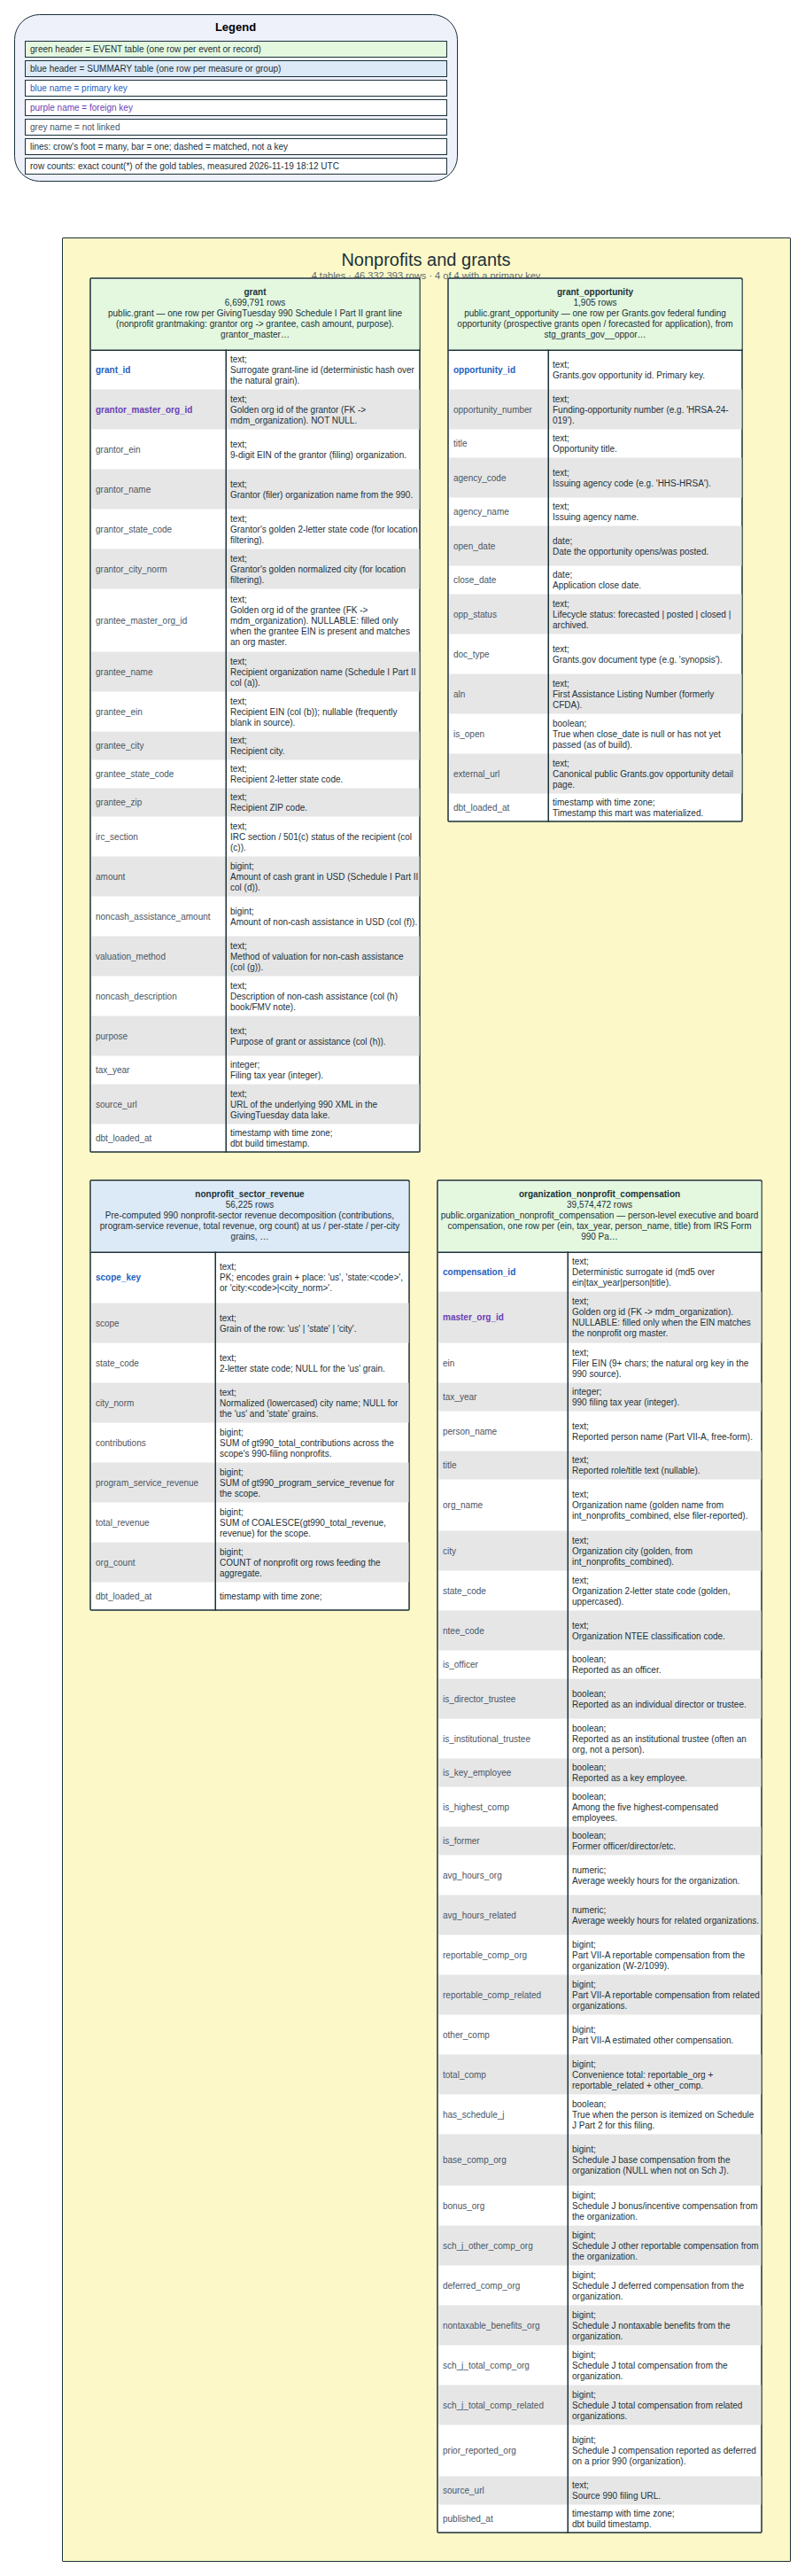 Legend
green header = EVENT table (one row per event or record)
blue header = SUMMARY table (one row per measure or group)
blue name = primary key
purple name = foreign key
grey name = not linked
lines: crow's foot = many, bar = one; dashed = matched, not a key
row counts: exact count(*) of the gold tables, measured 2026-11-19 18:12 UTC
Nonprofits and grants
4 tables · 46,332,393 rows · 4 of 4 with a primary key
grant
6,699,791 rows
public.grant — one row per GivingTuesday 990 Schedule I Part II grant line
(nonprofit grantmaking: grantor org -> grantee, cash amount, purpose).
grantor_master…
grant_id
text;
Surrogate grant-line id (deterministic hash over
the natural grain).
grantor_master_org_id
text;
Golden org id of the grantor (FK ->
mdm_organization). NOT NULL.
grantor_ein
text;
9-digit EIN of the grantor (filing) organization.
grantor_name
text;
Grantor (filer) organization name from the 990.
grantor_state_code
text;
Grantor's golden 2-letter state code (for location
filtering).
grantor_city_norm
text;
Grantor's golden normalized city (for location
filtering).
grantee_master_org_id
text;
Golden org id of the grantee (FK ->
mdm_organization). NULLABLE: filled only
when the grantee EIN is present and matches
an org master.
grantee_name
text;
Recipient organization name (Schedule I Part II
col (a)).
grantee_ein
text;
Recipient EIN (col (b)); nullable (frequently
blank in source).
grantee_city
text;
Recipient city.
grantee_state_code
text;
Recipient 2-letter state code.
grantee_zip
text;
Recipient ZIP code.
irc_section
text;
IRC section / 501(c) status of the recipient (col
(c)).
amount
bigint;
Amount of cash grant in USD (Schedule I Part II
col (d)).
noncash_assistance_amount
bigint;
Amount of non-cash assistance in USD (col (f)).
valuation_method
text;
Method of valuation for non-cash assistance
(col (g)).
noncash_description
text;
Description of non-cash assistance (col (h)
book/FMV note).
purpose
text;
Purpose of grant or assistance (col (h)).
tax_year
integer;
Filing tax year (integer).
source_url
text;
URL of the underlying 990 XML in the
GivingTuesday data lake.
dbt_loaded_at
timestamp with time zone;
dbt build timestamp.
grant_opportunity
1,905 rows
public.grant_opportunity — one row per Grants.gov federal funding
opportunity (prospective grants open / forecasted for application), from
stg_grants_gov__oppor…
opportunity_id
text;
Grants.gov opportunity id. Primary key.
opportunity_number
text;
Funding-opportunity number (e.g. 'HRSA-24-
019').
title
text;
Opportunity title.
agency_code
text;
Issuing agency code (e.g. 'HHS-HRSA').
agency_name
text;
Issuing agency name.
open_date
date;
Date the opportunity opens/was posted.
close_date
date;
Application close date.
opp_status
text;
Lifecycle status: forecasted | posted | closed |
archived.
doc_type
text;
Grants.gov document type (e.g. 'synopsis').
aln
text;
First Assistance Listing Number (formerly
CFDA).
is_open
boolean;
True when close_date is null or has not yet
passed (as of build).
external_url
text;
Canonical public Grants.gov opportunity detail
page.
dbt_loaded_at
timestamp with time zone;
Timestamp this mart was materialized.
nonprofit_sector_revenue
56,225 rows
Pre-computed 990 nonprofit-sector revenue decomposition (contributions,
program-service revenue, total revenue, org count) at us / per-state / per-city
grains, …
scope_key
text;
PK; encodes grain + place: 'us', 'state:<code>',
or 'city:<code>|<city_norm>'.
scope
text;
Grain of the row: 'us' | 'state' | 'city'.
state_code
text;
2-letter state code; NULL for the 'us' grain.
city_norm
text;
Normalized (lowercased) city name; NULL for
the 'us' and 'state' grains.
contributions
bigint;
SUM of gt990_total_contributions across the
scope's 990-filing nonprofits.
program_service_revenue
bigint;
SUM of gt990_program_service_revenue for
the scope.
total_revenue
bigint;
SUM of COALESCE(gt990_total_revenue,
revenue) for the scope.
org_count
bigint;
COUNT of nonprofit org rows feeding the
aggregate.
dbt_loaded_at
timestamp with time zone;
organization_nonprofit_compensation
39,574,472 rows
public.organization_nonprofit_compensation — person-level executive and board
compensation, one row per (ein, tax_year, person_name, title) from IRS Form
990 Pa…
compensation_id
text;
Deterministic surrogate id (md5 over
ein|tax_year|person|title).
master_org_id
text;
Golden org id (FK -> mdm_organization).
NULLABLE: filled only when the EIN matches
the nonprofit org master.
ein
text;
Filer EIN (9+ chars; the natural org key in the
990 source).
tax_year
integer;
990 filing tax year (integer).
person_name
text;
Reported person name (Part VII-A, free-form).
title
text;
Reported role/title text (nullable).
org_name
text;
Organization name (golden name from
int_nonprofits_combined, else filer-reported).
city
text;
Organization city (golden, from
int_nonprofits_combined).
state_code
text;
Organization 2-letter state code (golden,
uppercased).
ntee_code
text;
Organization NTEE classification code.
is_officer
boolean;
Reported as an officer.
is_director_trustee
boolean;
Reported as an individual director or trustee.
is_institutional_trustee
boolean;
Reported as an institutional trustee (often an
org, not a person).
is_key_employee
boolean;
Reported as a key employee.
is_highest_comp
boolean;
Among the five highest-compensated
employees.
is_former
boolean;
Former officer/director/etc.
avg_hours_org
numeric;
Average weekly hours for the organization.
avg_hours_related
numeric;
Average weekly hours for related organizations.
reportable_comp_org
bigint;
Part VII-A reportable compensation from the
organization (W-2/1099).
reportable_comp_related
bigint;
Part VII-A reportable compensation from related
organizations.
other_comp
bigint;
Part VII-A estimated other compensation.
total_comp
bigint;
Convenience total: reportable_org +
reportable_related + other_comp.
has_schedule_j
boolean;
True when the person is itemized on Schedule
J Part 2 for this filing.
base_comp_org
bigint;
Schedule J base compensation from the
organization (NULL when not on Sch J).
bonus_org
bigint;
Schedule J bonus/incentive compensation from
the organization.
sch_j_other_comp_org
bigint;
Schedule J other reportable compensation from
the organization.
deferred_comp_org
bigint;
Schedule J deferred compensation from the
organization.
nontaxable_benefits_org
bigint;
Schedule J nontaxable benefits from the
organization.
sch_j_total_comp_org
bigint;
Schedule J total compensation from the
organization.
sch_j_total_comp_related
bigint;
Schedule J total compensation from related
organizations.
prior_reported_org
bigint;
Schedule J compensation reported as deferred
on a prior 990 (organization).
source_url
text;
Source 990 filing URL.
published_at
timestamp with time zone;
dbt build timestamp.